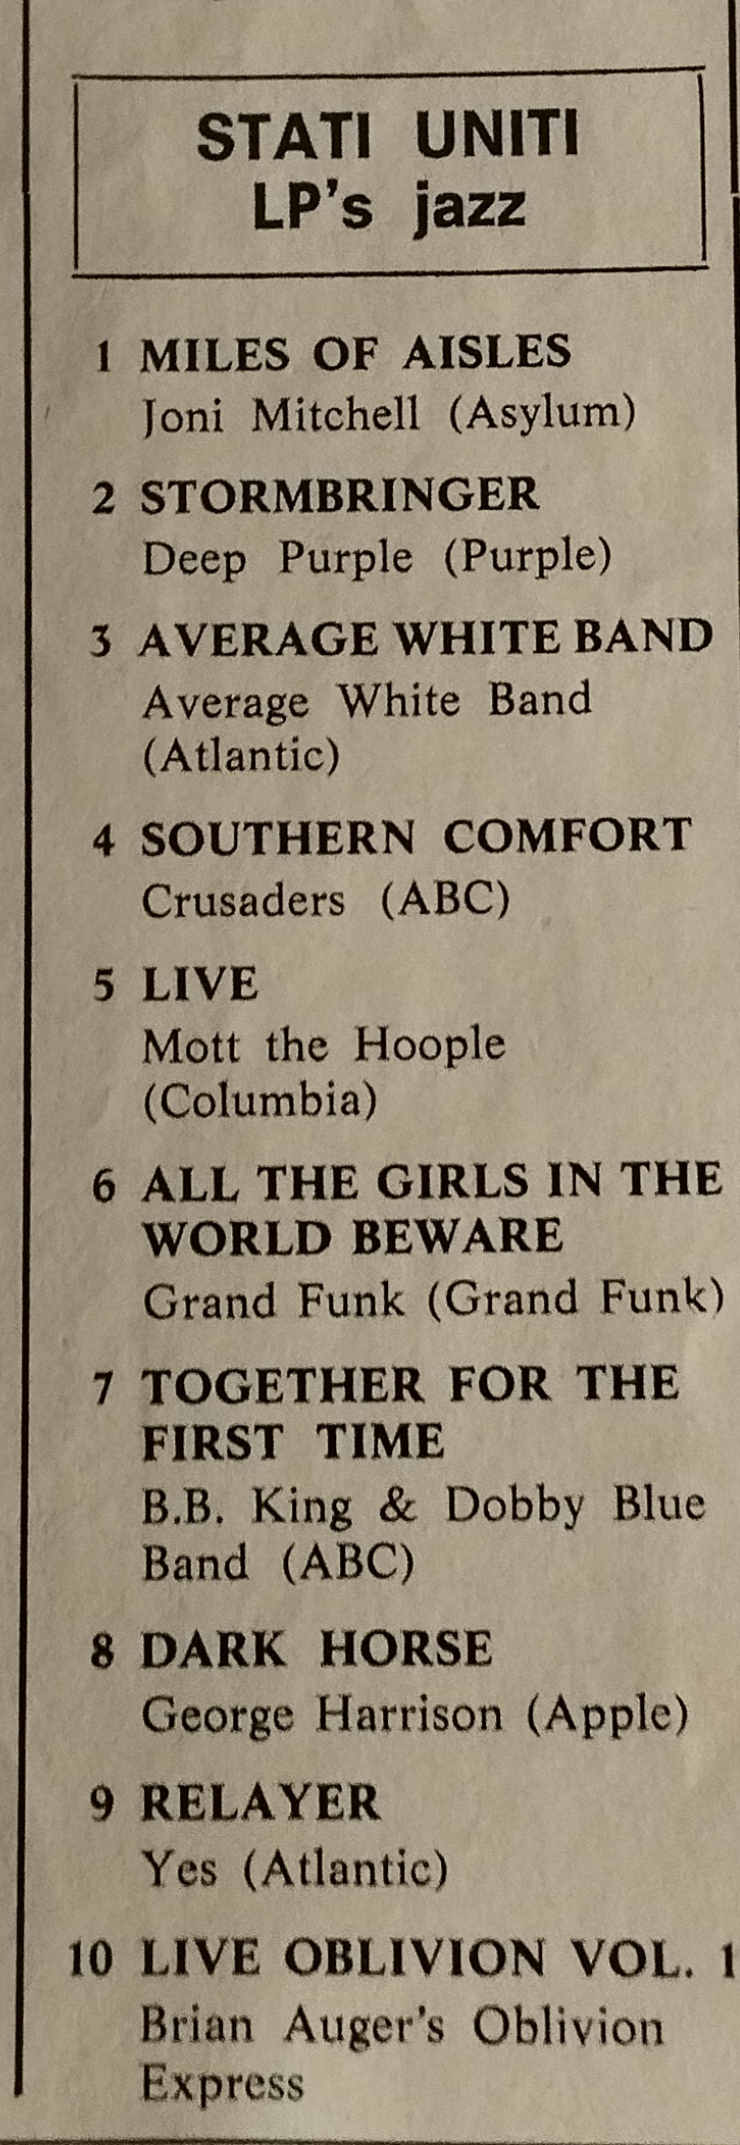 STATI UNITI
LP's jazz
1 MILES OF AISLES
Joni Mitchell (Asylum)
2 STORMBRINGER
Deep Purple (Purple)
3 AVERAGE WHITE BAND
Average White Band
(Atlantic)
4 SOUTHERN COMFORT
Crusaders (ABC)
5 LIVE
Mott the Hoople
(Columbia)
6 ALL THE GIRLS IN THE
WORLD BEWARE
Grand Funk (Grand Funk)
7 TOGETHER FOR THE
FIRST TIME
B.B. King & Dobby Blue
Band (ABC)
8 DARK HORSE
George Harrison (Apple)
9 RELAYER
Yes (Atlantic)
10 LIVE OBLIVION VOL. 1
Brian Auger's Oblivion
Express